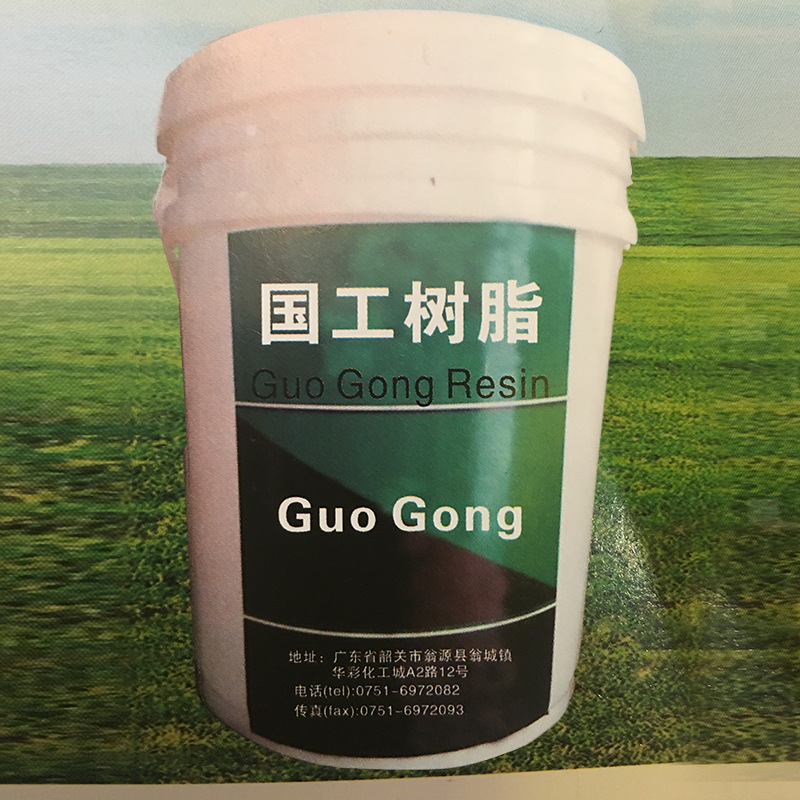 国工树脂
Guo Gong Resin
Guo Gong
地址：广东省韶关市翁源县翁城镇
华彩化工城A2路12号
电话(tel):0751-6972082
传真(fax):0751-6972093